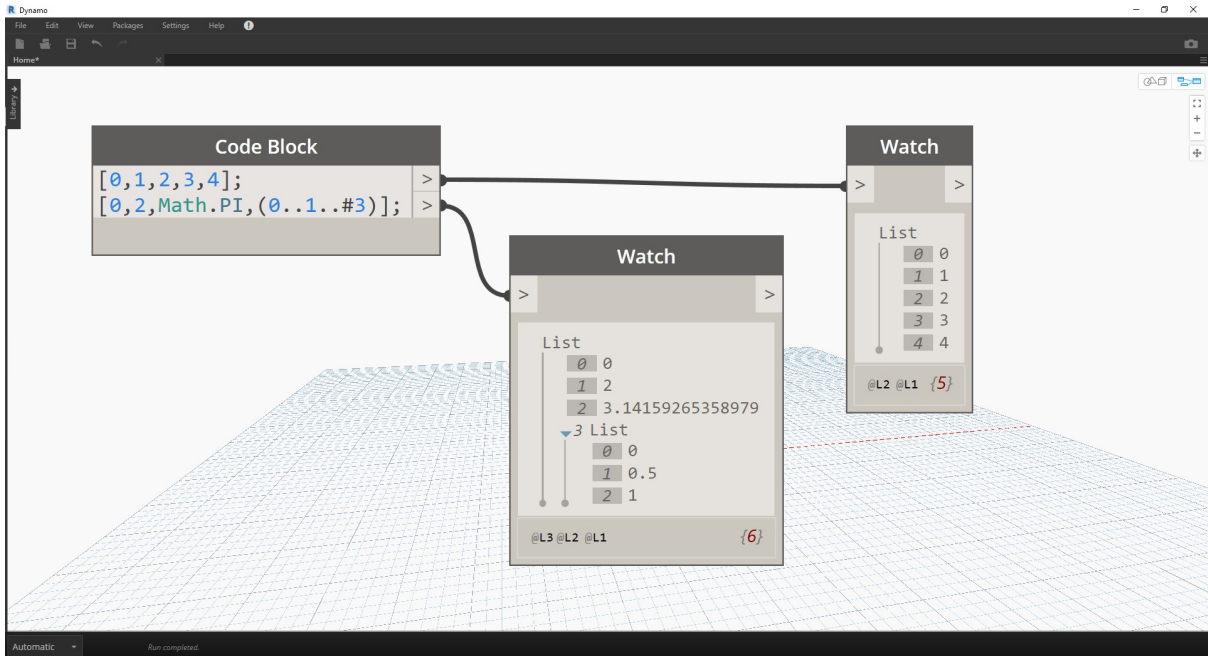 R Dynamo
File Edit View Packages Settings Help !
Home* ×
Library
Code Block
[0,1,2,3,4]; >
[0,2,Math.PI,(0..1..#3)]; >
Watch
> >
List
0 0
1 1
2 2
3 3
4 4
@L2 @L1 {5}
Watch
> >
List
0 0
1 2
2 3.14159265358979
3 List
0 0
1 0.5
2 1
@L3 @L2 @L1 {6}
Automatic Run completed.